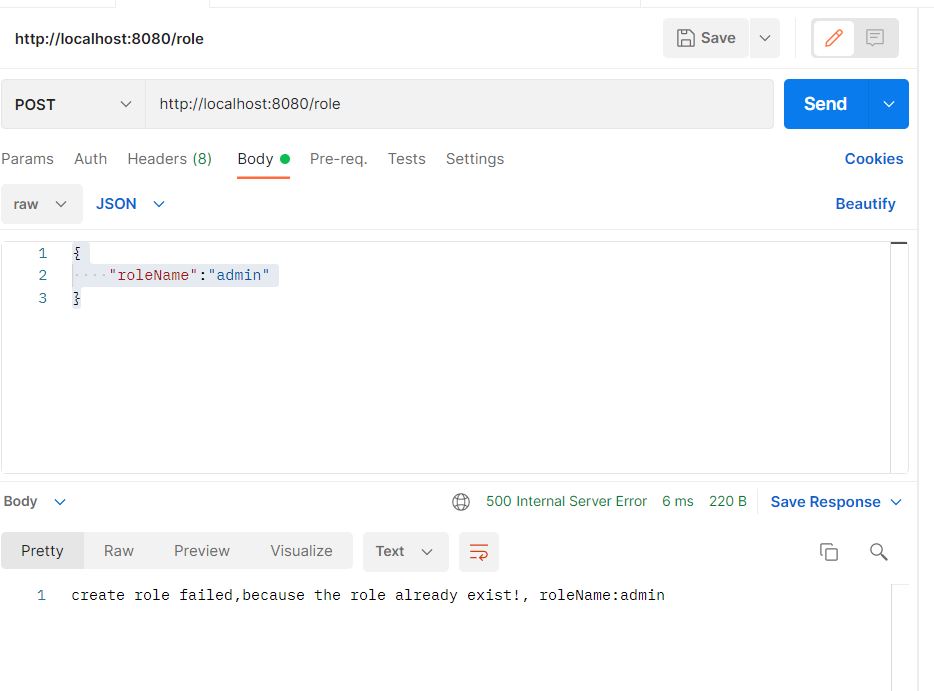 http://localhost:8080/role
Save
POST
http://localhost:8080/role
Send
Params Auth Headers (8) Body Pre-req. Tests Settings Cookies
raw JSON Beautify
1 {
2 ····"roleName":"admin"
3 }
Body 500 Internal Server Error 6 ms 220 B Save Response
Pretty Raw Preview Visualize Text
1 create role failed,because the role already exist!, roleName:admin